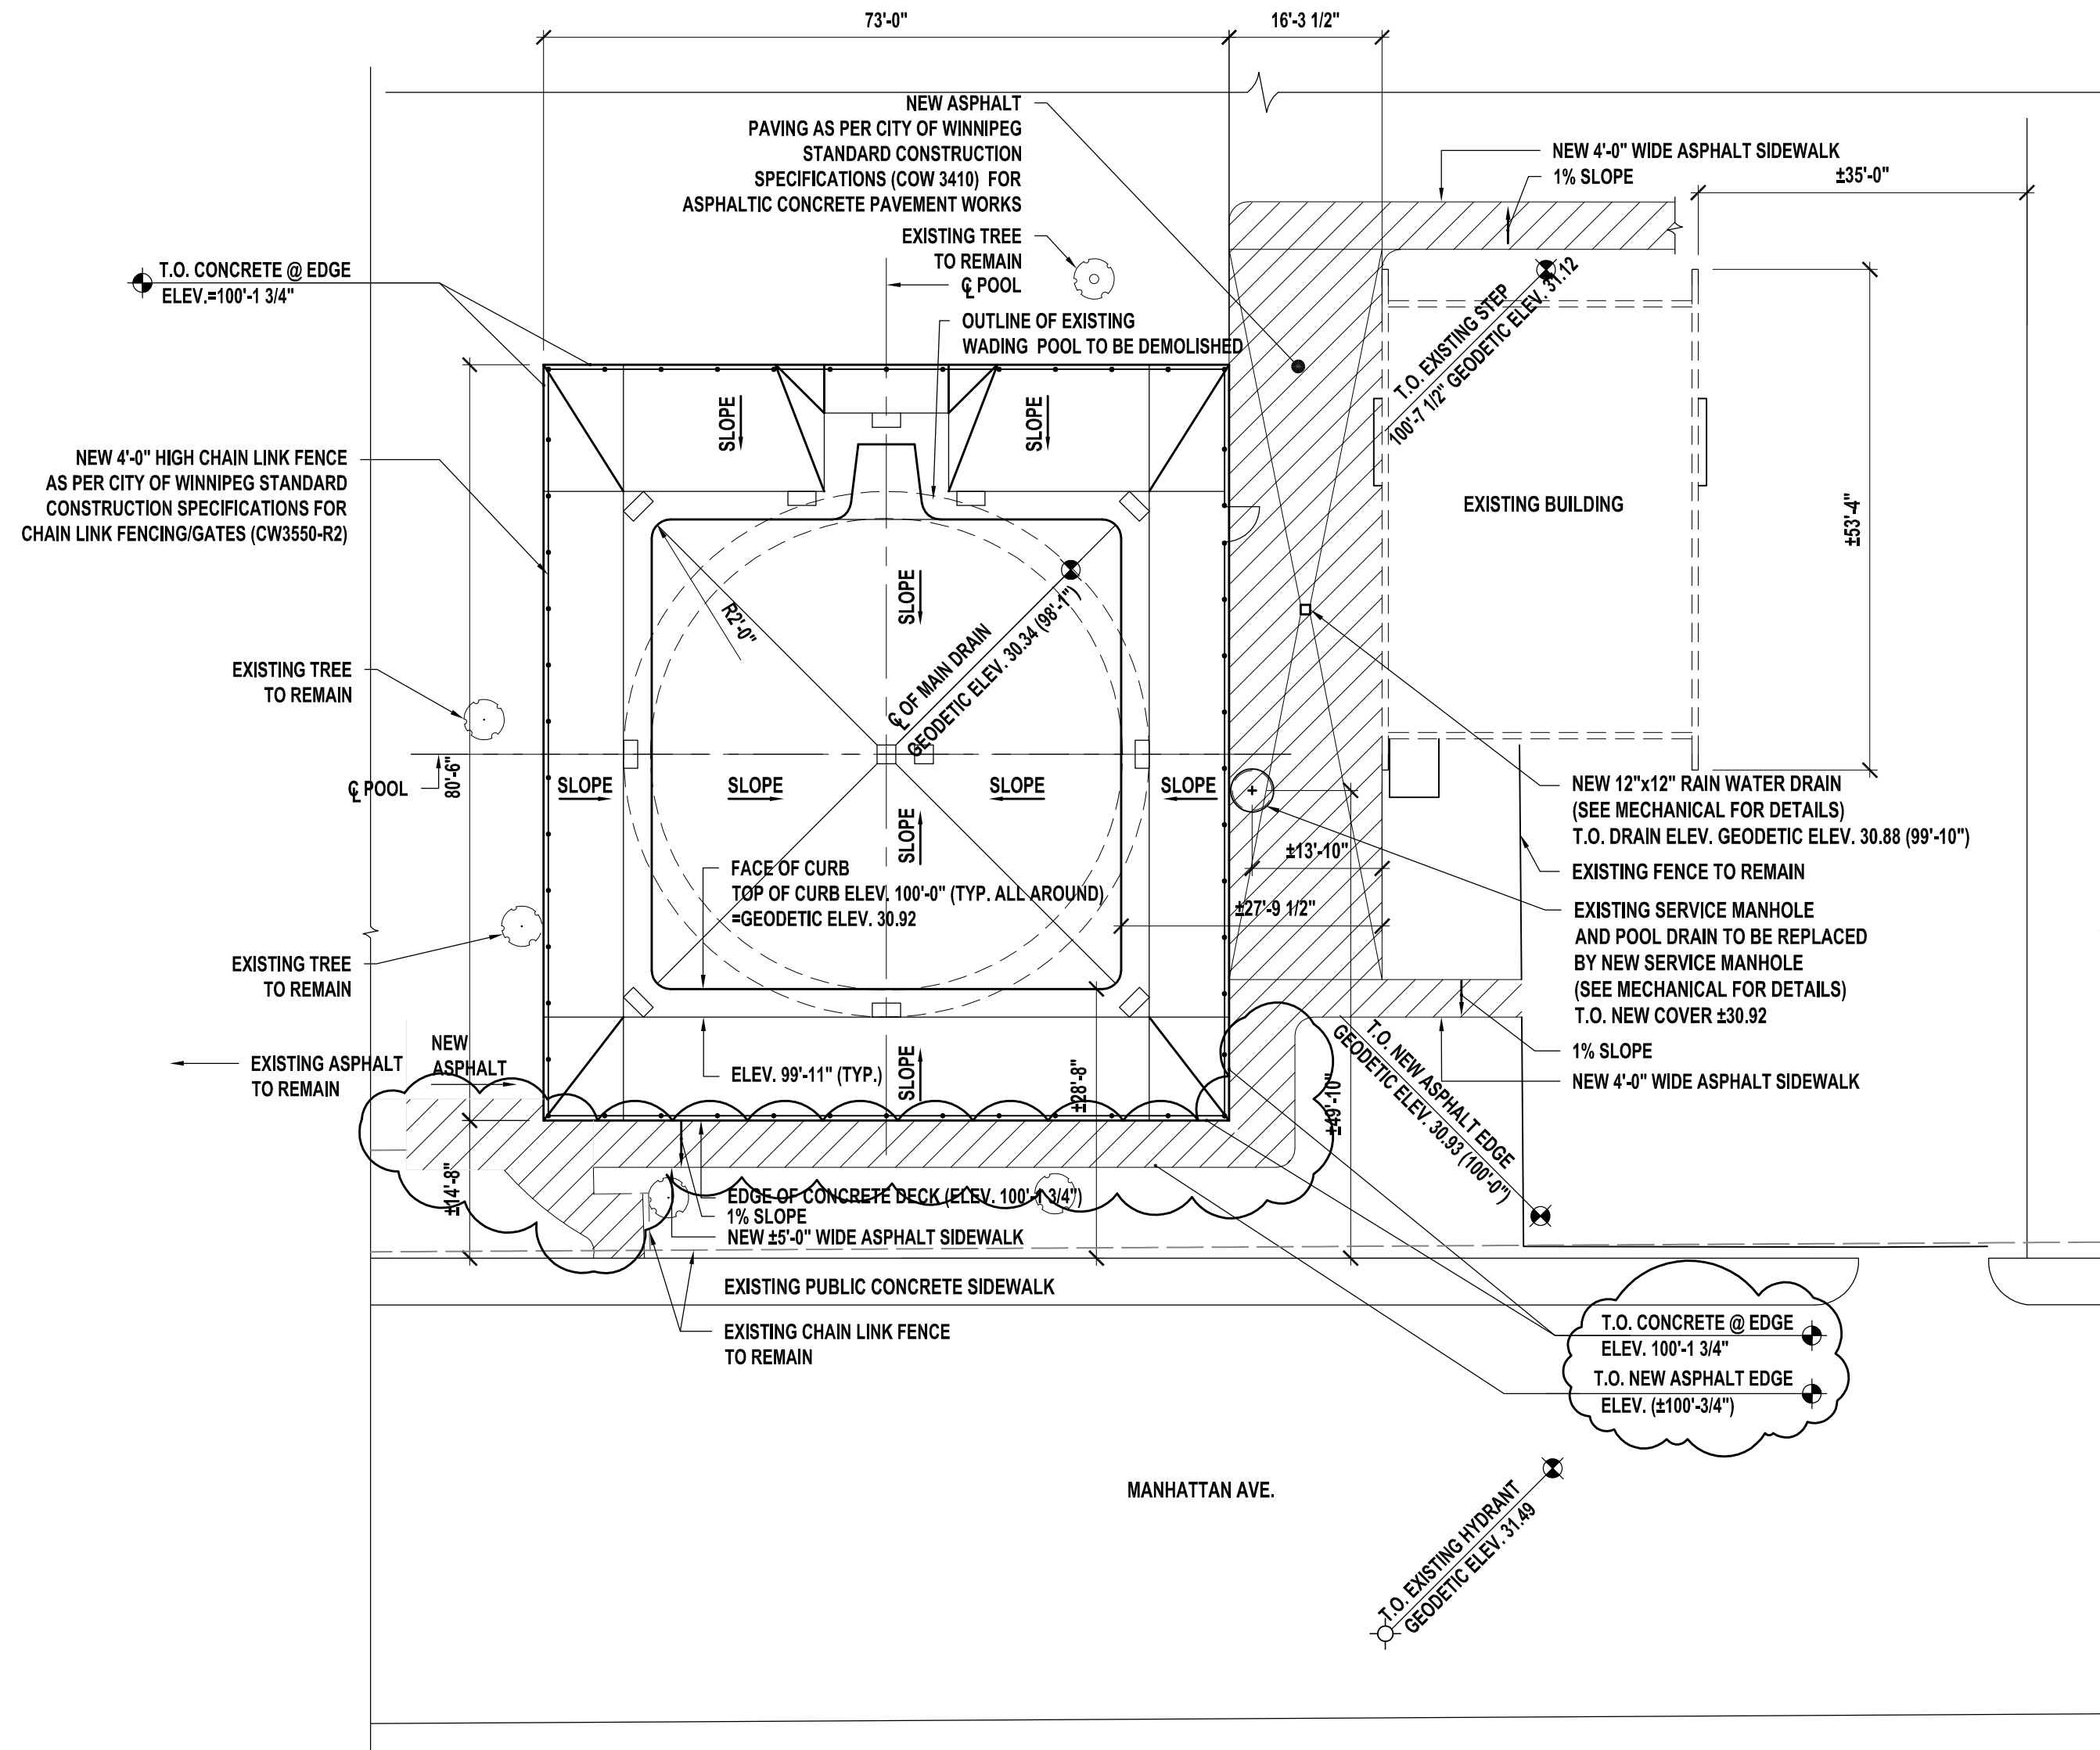 73'-0"
16'-3 1/2"
NEW ASPHALT
PAVING AS PER CITY OF WINNIPEG
STANDARD CONSTRUCTION
SPECIFICATIONS (COW 3410) FOR
ASPHALTIC CONCRETE PAVEMENT WORKS
NEW 4'-0" WIDE ASPHALT SIDEWALK
1% SLOPE
±35'-0"
EXISTING TREE
TO REMAIN
℄ POOL
T.O. CONCRETE @ EDGE
ELEV.=100'-1 3/4"
OUTLINE OF EXISTING
WADING POOL TO BE DEMOLISHED
T.O. EXISTING STEP
100'-7 1/2" GEODETIC ELEV. 31.12
SLOPE
SLOPE
NEW 4'-0" HIGH CHAIN LINK FENCE
AS PER CITY OF WINNIPEG STANDARD
CONSTRUCTION SPECIFICATIONS FOR
CHAIN LINK FENCING/GATES (CW3550-R2)
EXISTING BUILDING
±53'-4"
SLOPE
R2'-0"
℄ OF MAIN DRAIN
GEODETIC ELEV. 30.34 (98'-1")
EXISTING TREE
TO REMAIN
℄ POOL
80'-6"
SLOPE
SLOPE
SLOPE
SLOPE
SLOPE
NEW 12"x12" RAIN WATER DRAIN
(SEE MECHANICAL FOR DETAILS)
T.O. DRAIN ELEV. GEODETIC ELEV. 30.88 (99'-10")
±13'-10"
EXISTING FENCE TO REMAIN
FACE OF CURB
TOP OF CURB ELEV. 100'-0" (TYP. ALL AROUND)
=GEODETIC ELEV. 30.92
±27'-9 1/2"
EXISTING SERVICE MANHOLE
AND POOL DRAIN TO BE REPLACED
BY NEW SERVICE MANHOLE
(SEE MECHANICAL FOR DETAILS)
T.O. NEW COVER ±30.92
EXISTING TREE
TO REMAIN
NEW
ASPHALT
EXISTING ASPHALT
TO REMAIN
ELEV. 99'-11" (TYP.)
SLOPE
±28'-8"
±49'-10"
T.O. NEW ASPHALT EDGE
GEODETIC ELEV. 30.93 (100'-0")
1% SLOPE
NEW 4'-0" WIDE ASPHALT SIDEWALK
±14'-8"
EDGE OF CONCRETE DECK (ELEV. 100'-1 3/4")
1% SLOPE
NEW ±5'-0" WIDE ASPHALT SIDEWALK
EXISTING PUBLIC CONCRETE SIDEWALK
EXISTING CHAIN LINK FENCE
TO REMAIN
T.O. CONCRETE @ EDGE
ELEV. 100'-1 3/4"
T.O. NEW ASPHALT EDGE
ELEV. (±100'-3/4")
MANHATTAN AVE.
T.O. EXISTING HYDRANT
GEODETIC ELEV. 31.49